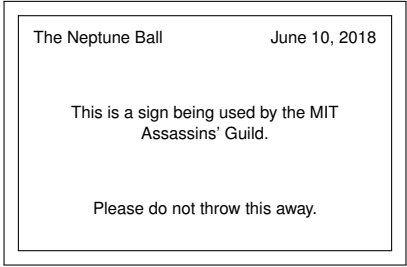 The Neptune Ball June 10, 2018
This is a sign being used by the MIT
Assassins' Guild.
Please do not throw this away.